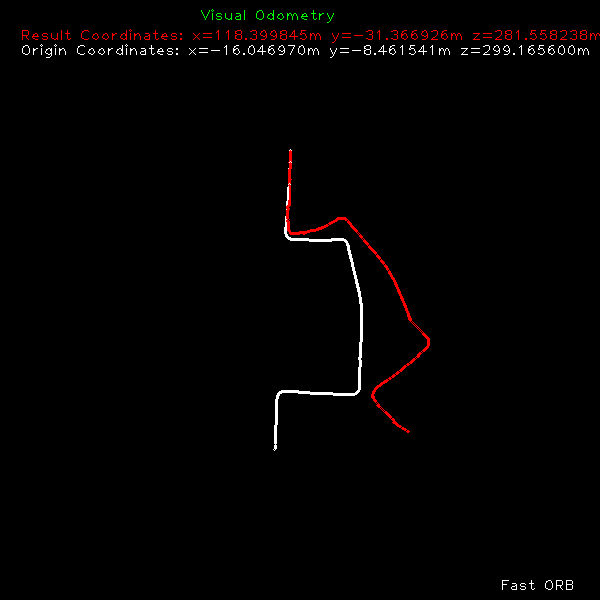 Visual Odometry
Result Coordinates: x=118.399845m y=-31.366926m z=281.558238m
Origin Coordinates: x=-16.046970m y=-8.461541m z=299.165600m
Fast ORB